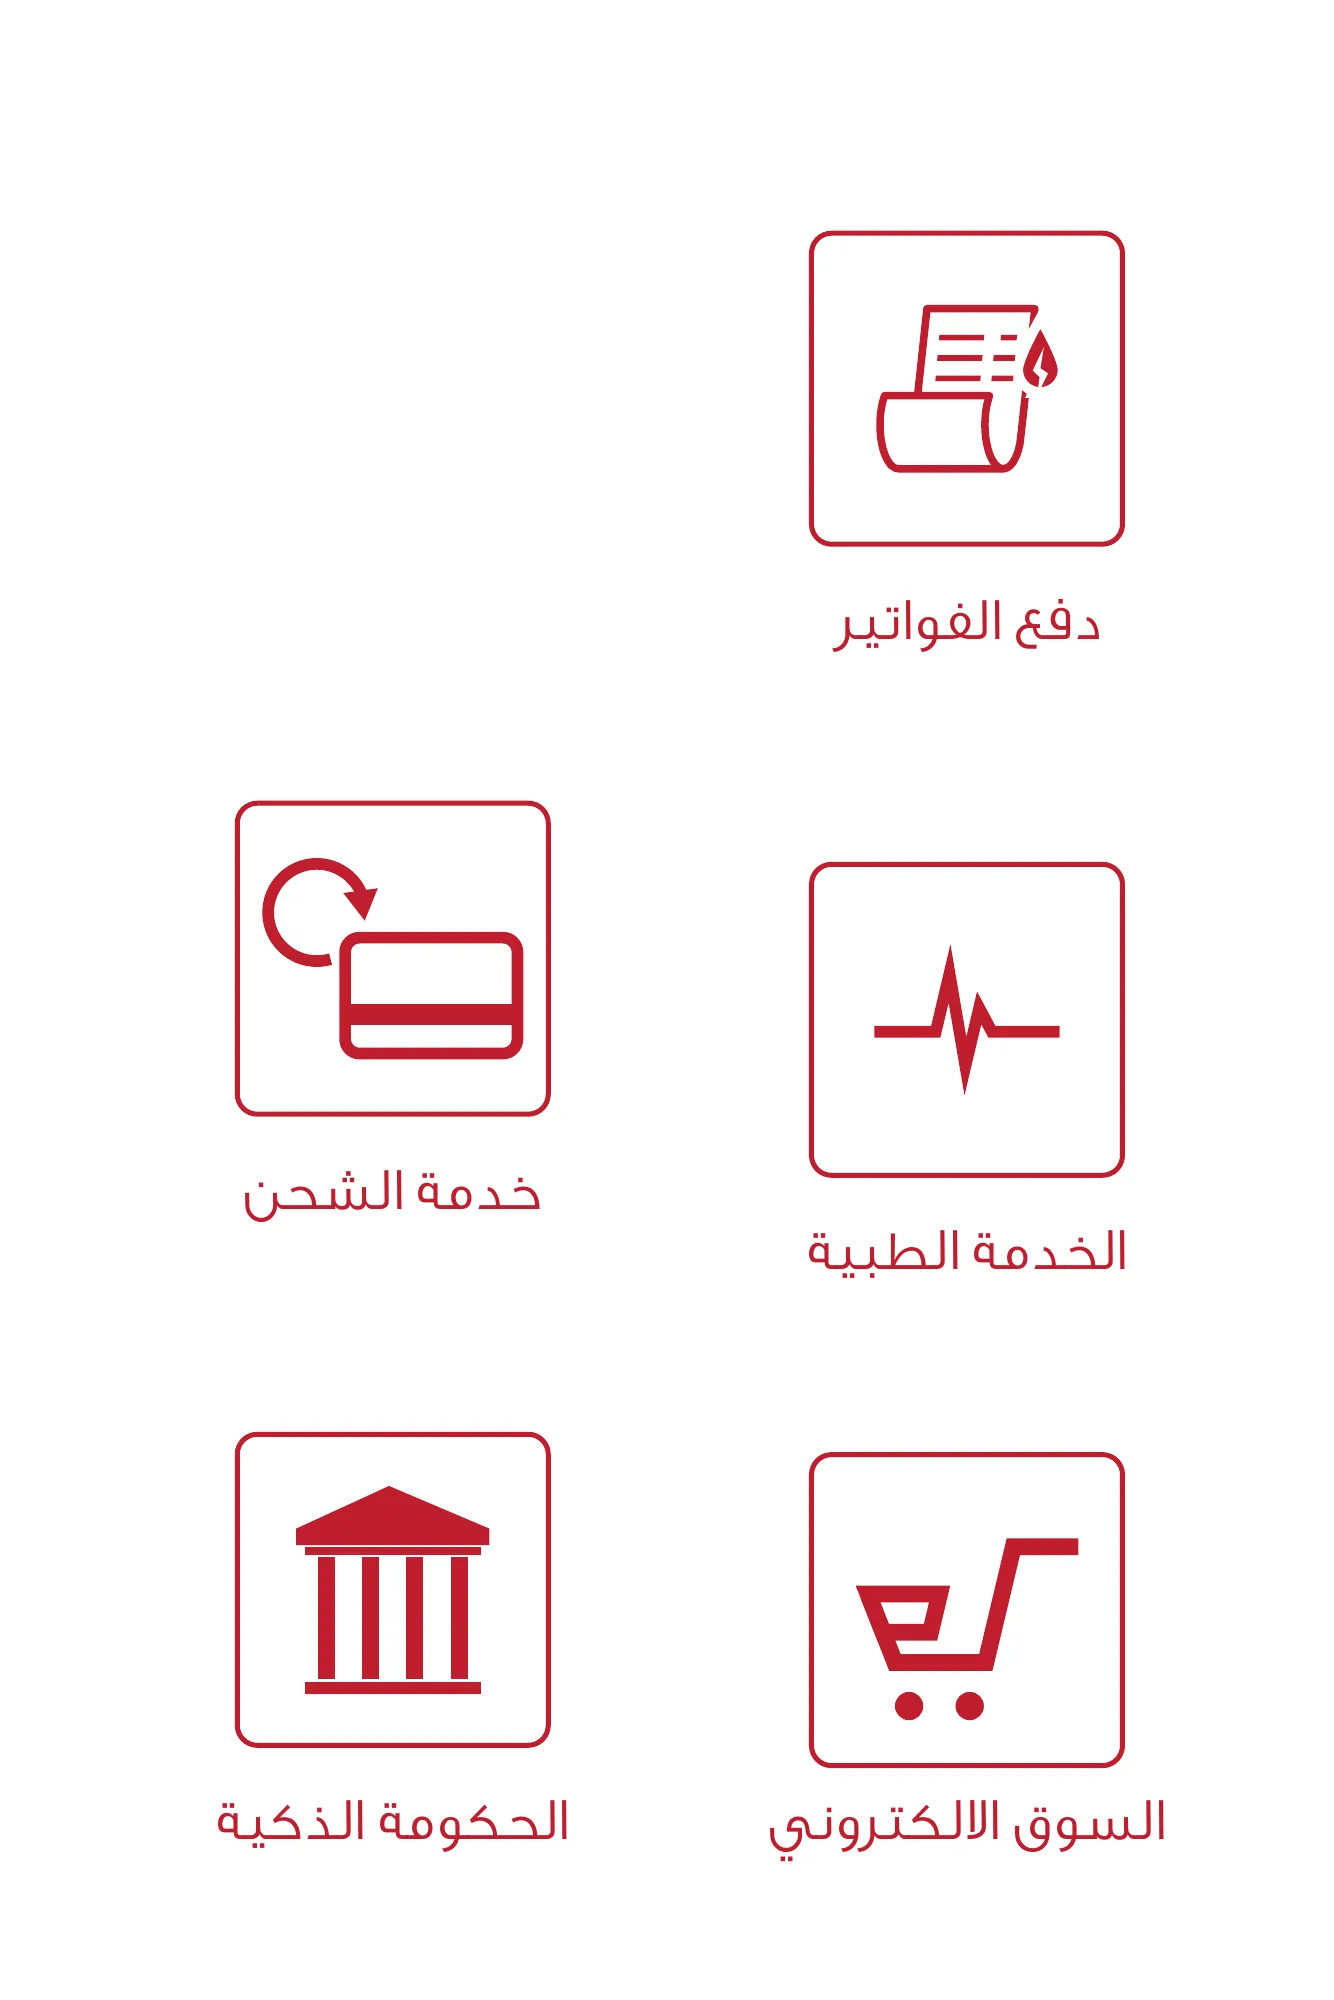 دفع الفواتير
الخدمة الطبية
خدمة الشحن
السوق الالكتروني
الحكومة الذكية